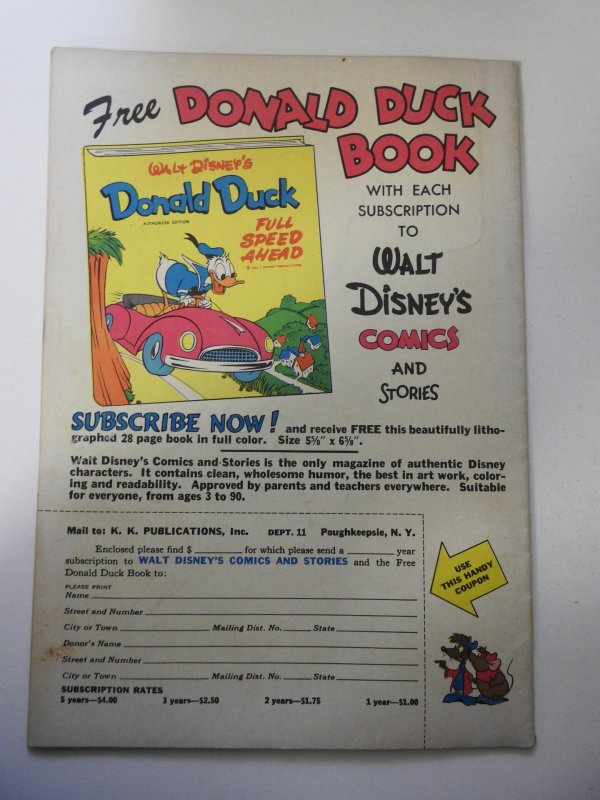 Free DONALD DUCK
BOOK
WITH EACH
SUBSCRIPTION
TO
WALT
DISNEY'S
COMICS
AND
STORIES
WALT DISNEY'S
Donald Duck
AUTHORIZED EDITION
FULL
SPEED
AHEAD
SUBSCRIBE NOW! and receive FREE this beautifully litho-
graphed 28 page book in full color. Size 5⅝" x 6⅝".
Walt Disney's Comics and Stories is the only magazine of authentic Disney
characters. It contains clean, wholesome humor, the best in art work, color-
ing and readability. Approved by parents and teachers everywhere. Suitable
for everyone, from ages 3 to 90.
Mail to: K. K. PUBLICATIONS, Inc. DEPT. 11 Poughkeepsie, N. Y.
Enclosed please find $ for which please send a year
subscription to WALT DISNEY'S COMICS AND STORIES and the Free
Donald Duck Book to:
PLEASE PRINT
Name
Street and Number
City or Town Mailing Dist. No. State
Donor's Name
Street and Number
City or Town Mailing Dist. No. State
SUBSCRIPTION RATES
5 years—$4.00 3 years—$2.50 2 years—$1.75 1 year—$1.00
USE
THIS HANDY
COUPON